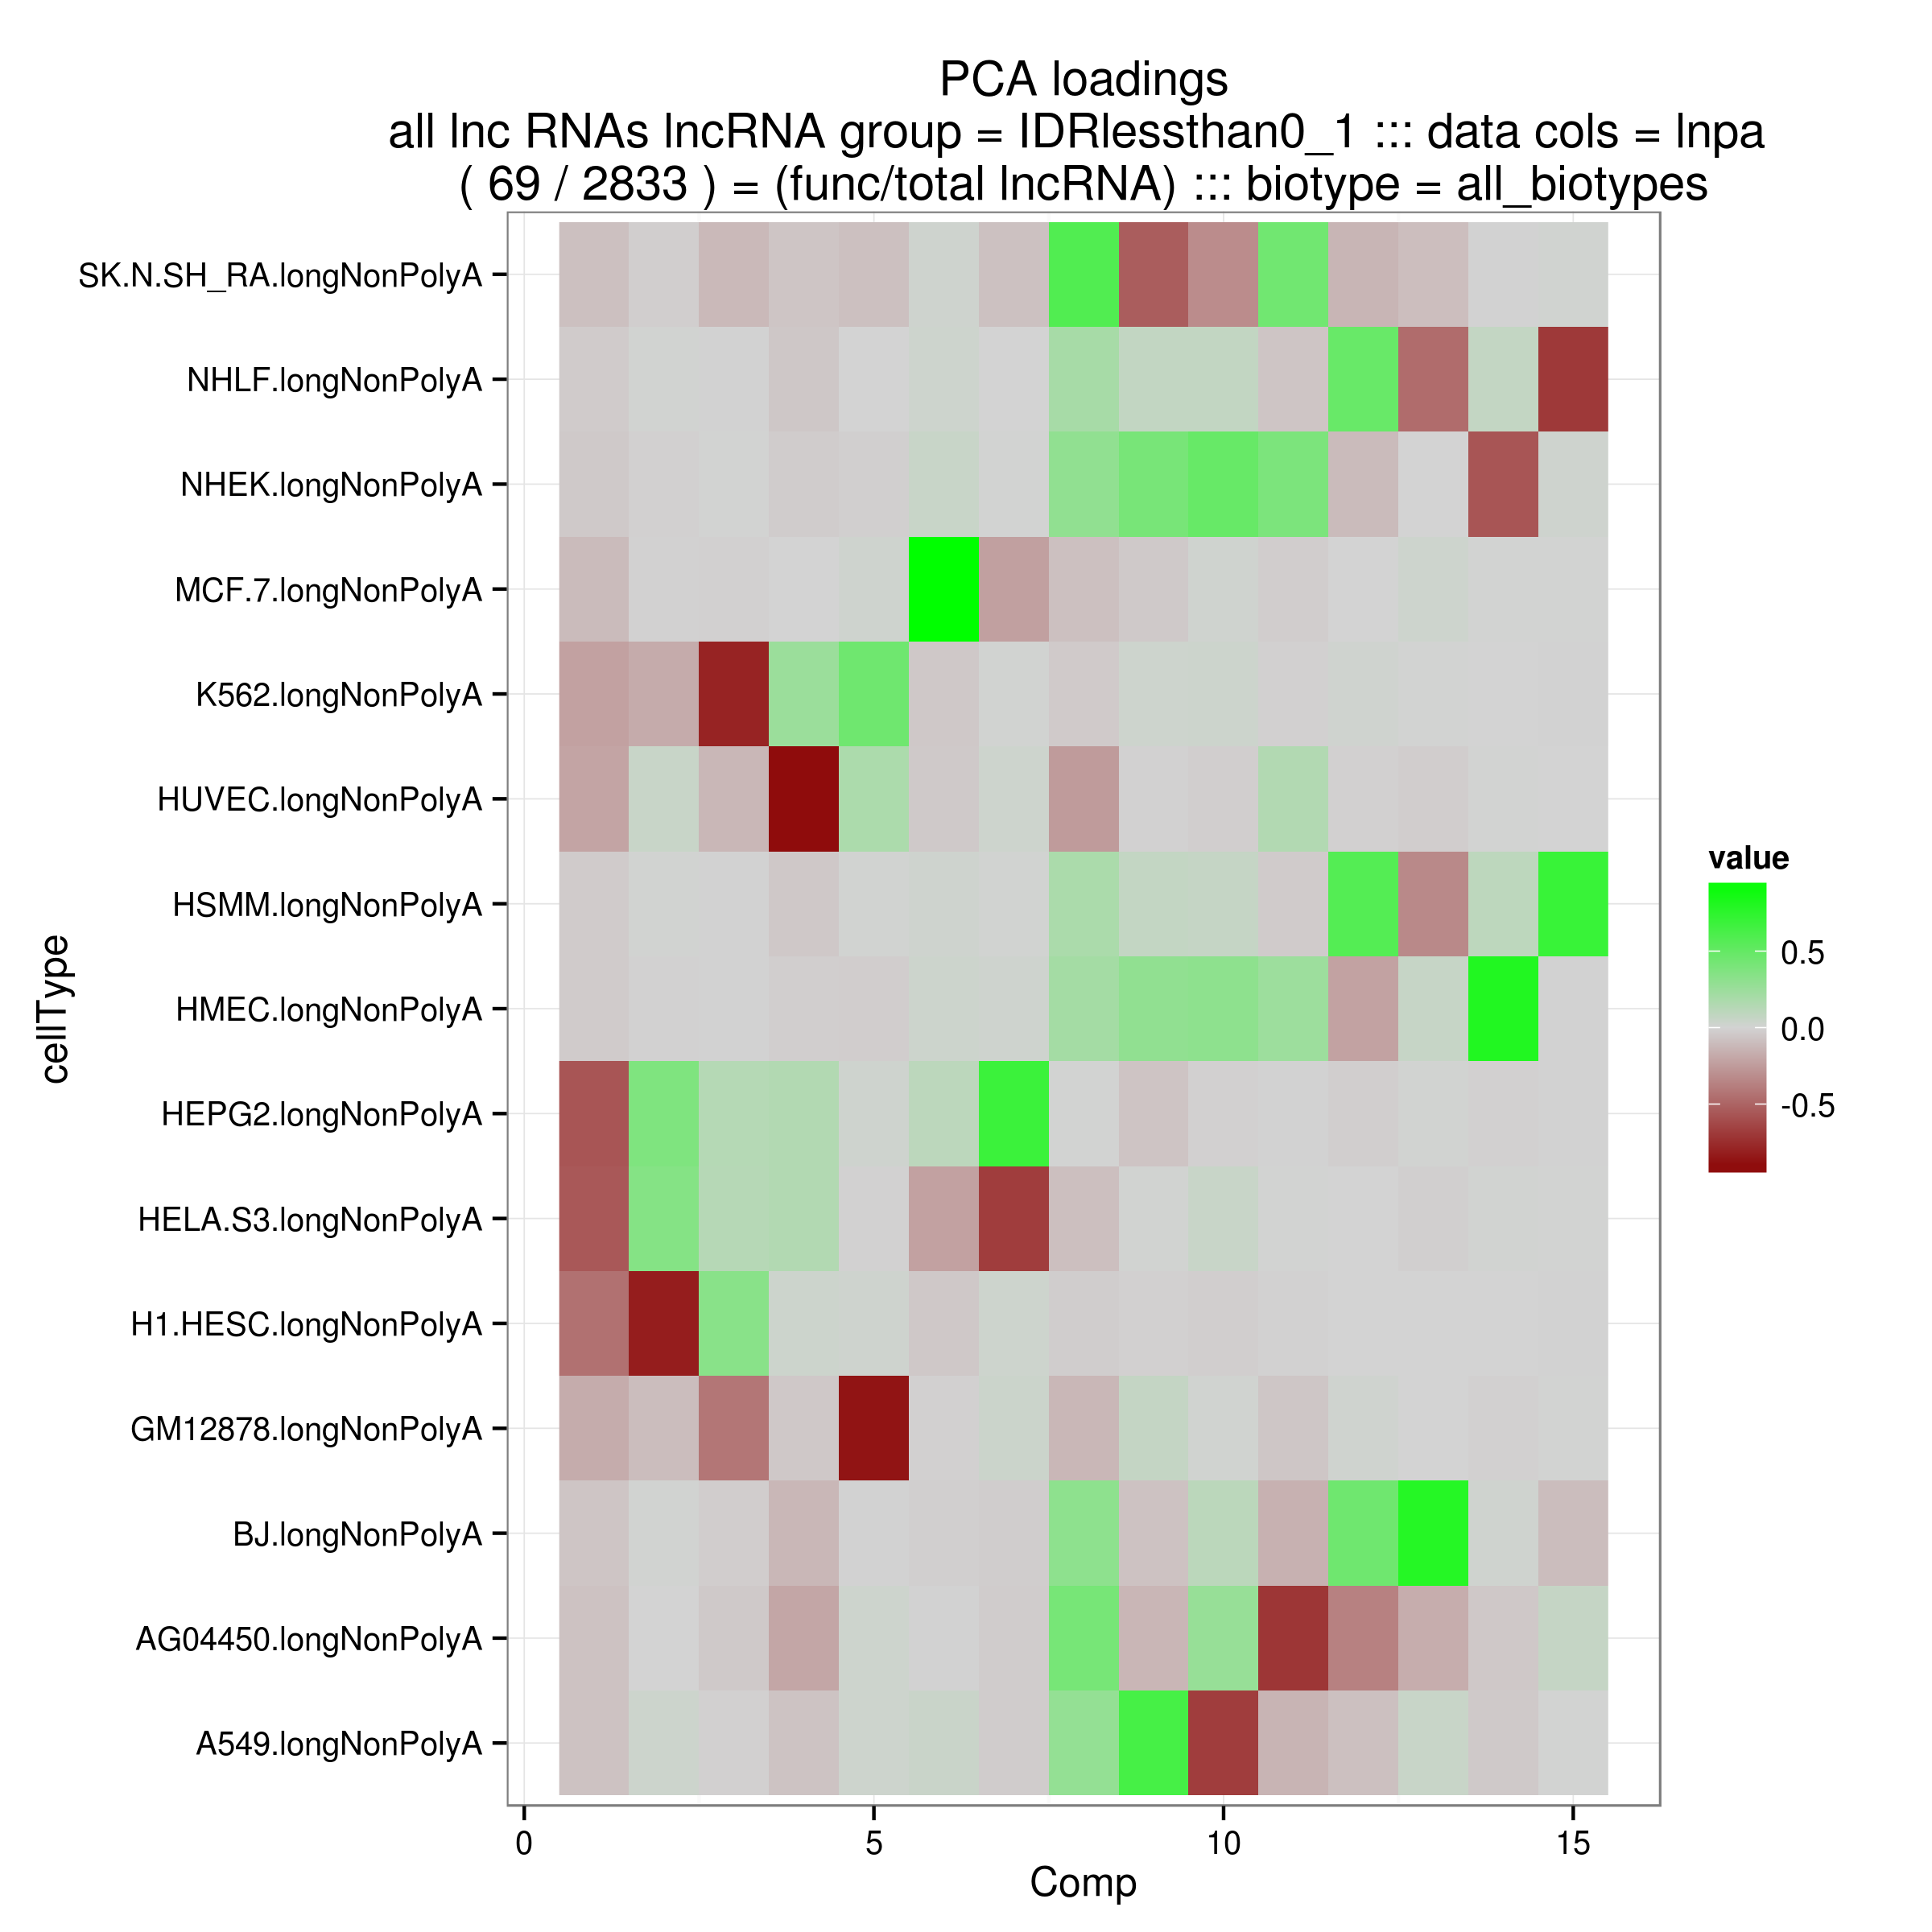 PCA loadings
all lnc RNAs lncRNA group = IDRlessthan0_1 ::: data cols = lnpa
( 69 / 2833 ) = (func/total lncRNA) ::: biotype = all_biotypes
cellType
SK.N.SH_RA.longNonPolyA
NHLF.longNonPolyA
NHEK.longNonPolyA
MCF.7.longNonPolyA
K562.longNonPolyA
HUVEC.longNonPolyA
HSMM.longNonPolyA
HMEC.longNonPolyA
HEPG2.longNonPolyA
HELA.S3.longNonPolyA
H1.HESC.longNonPolyA
GM12878.longNonPolyA
BJ.longNonPolyA
AG04450.longNonPolyA
A549.longNonPolyA
0 5 10 15
Comp
value
0.5
0.0
-0.5